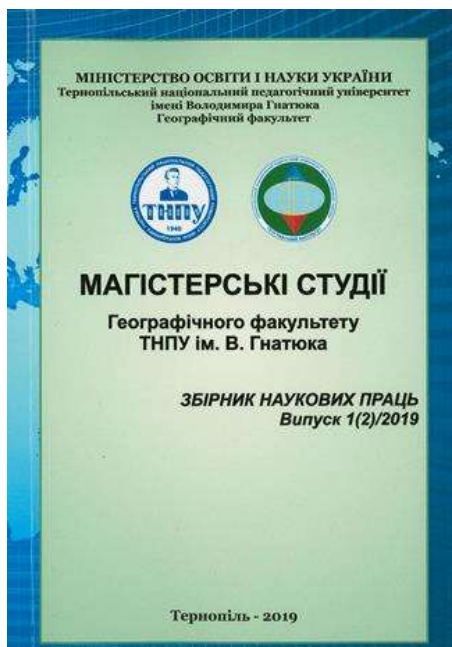 МІНІСТЕРСТВО ОСВІТИ І НАУКИ УКРАЇНИ
Тернопільський національний педагогічний університет
імені Володимира Гнатюка
Географічний факультет
ТНПУ
1940
МАГІСТЕРСЬКІ СТУДІЇ
Географічного факультету
ТНПУ ім. В. Гнатюка
ЗБІРНИК НАУКОВИХ ПРАЦЬ
Випуск 1(2)/2019
Тернопіль - 2019